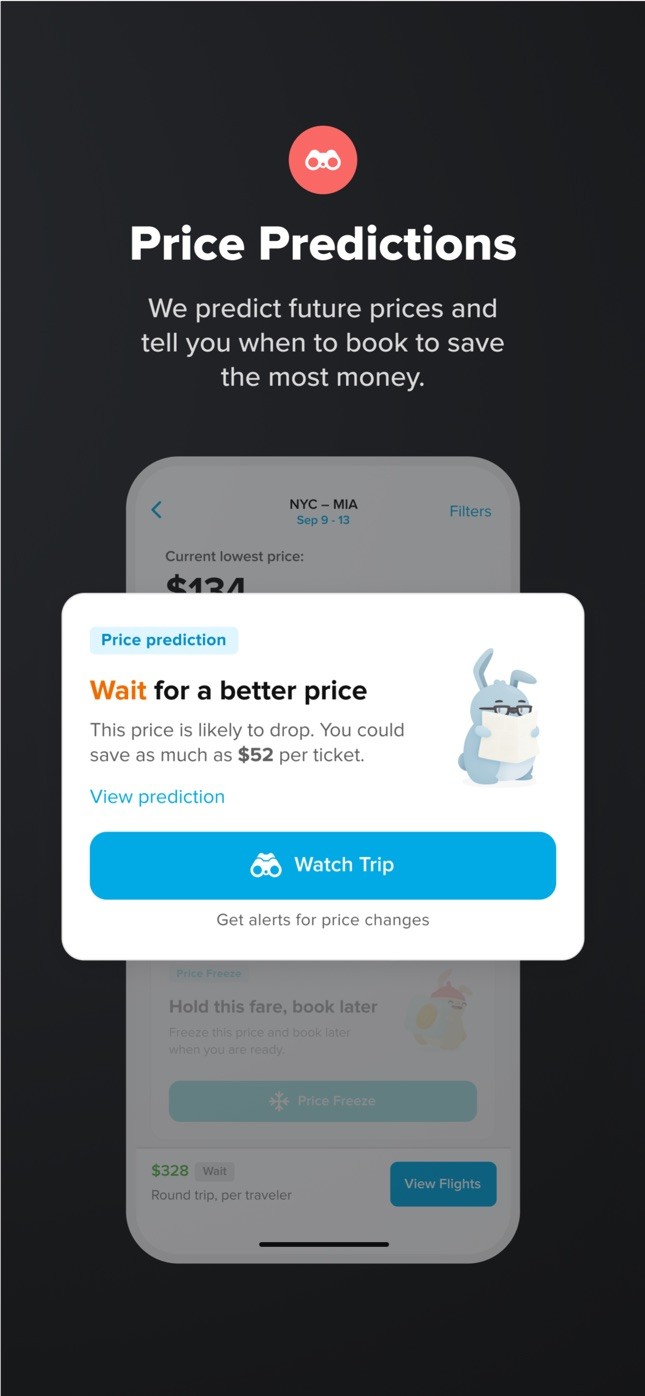 Price Predictions
We predict future prices and
tell you when to book to save
the most money.
NYC – MIA
Sep 9 - 13
Filters
Current lowest price:
$134
Price prediction
Wait for a better price
This price is likely to drop. You could
save as much as $52 per ticket.
View prediction
Watch Trip
Get alerts for price changes
Price Freeze
Hold this fare, book later
Freeze this price and book later
when you are ready.
Price Freeze
$328 Wait
Round trip, per traveler
View Flights